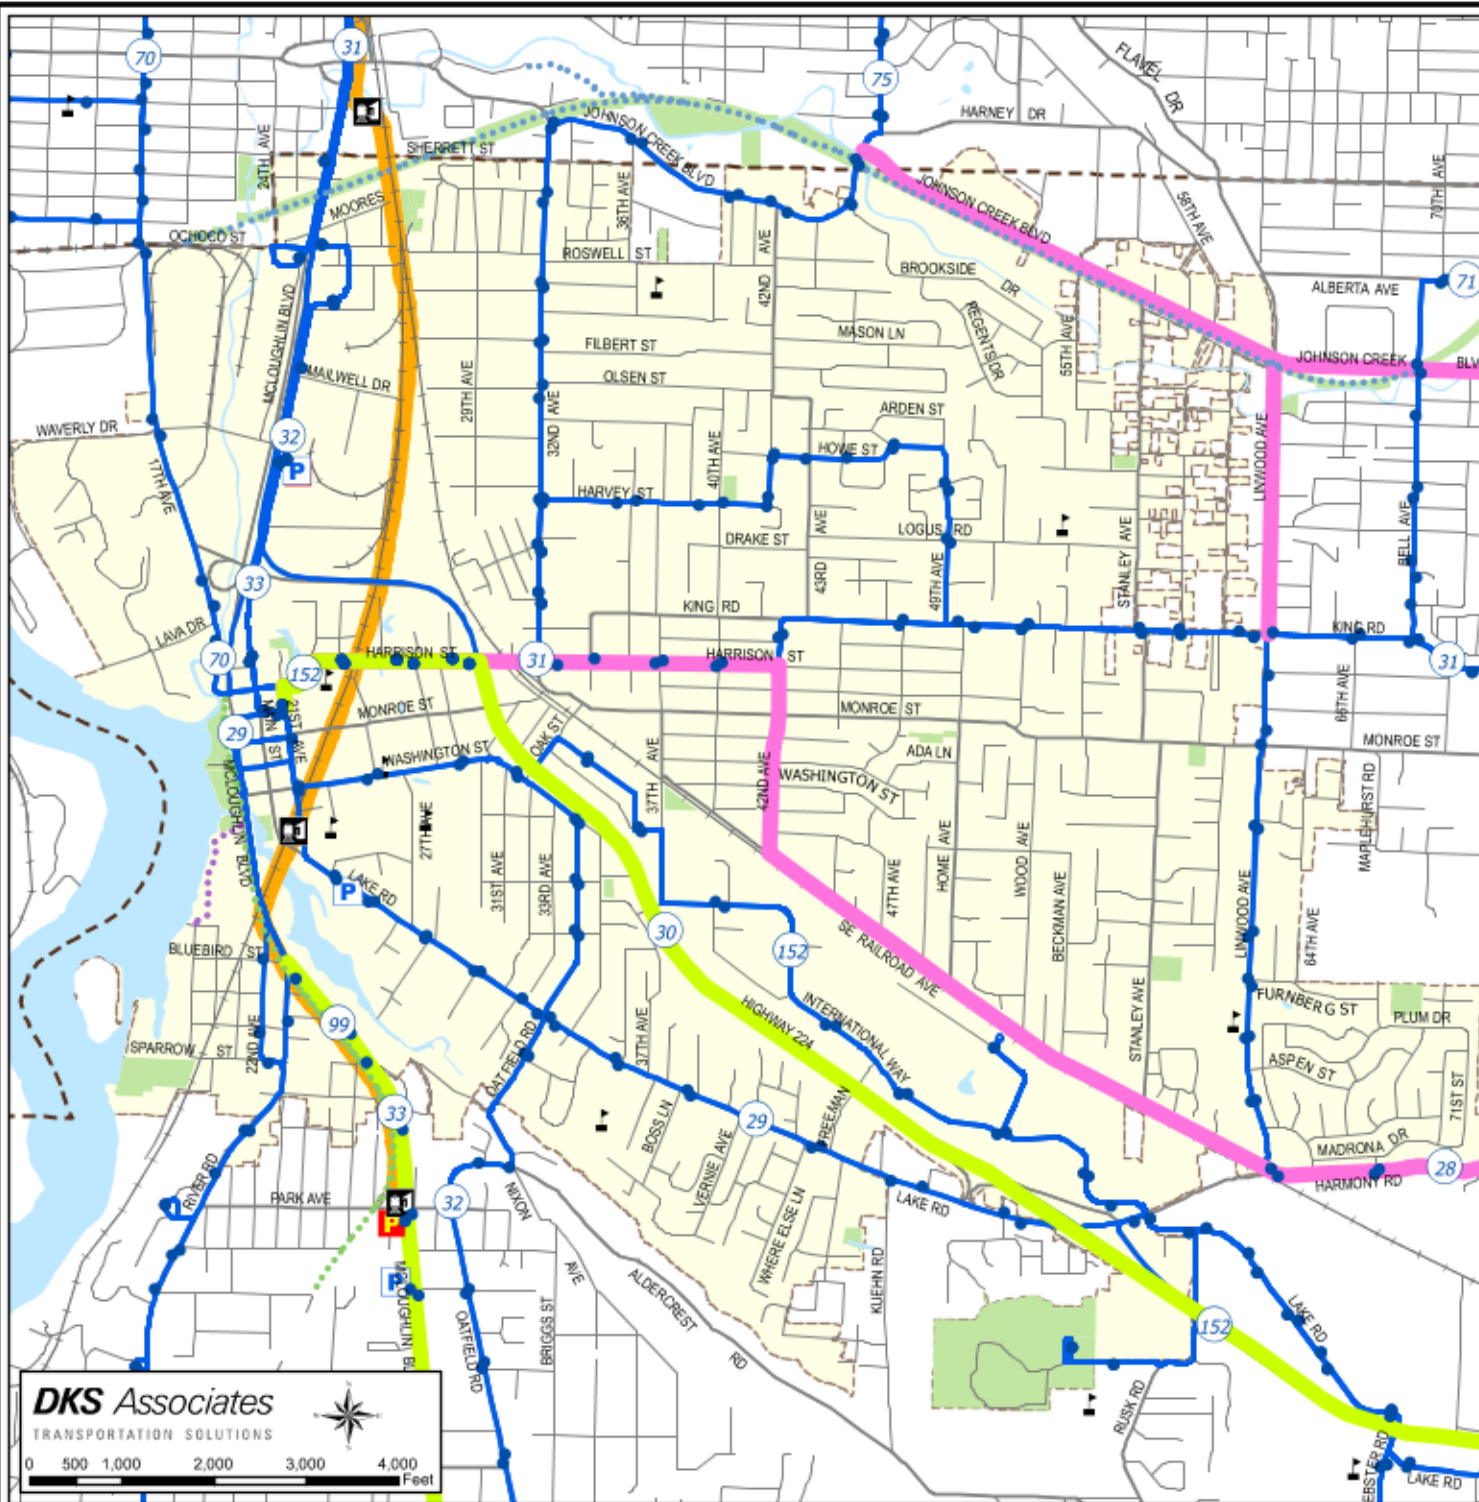 31
70
75
FLAVEL DR
HARNEY DR
24TH AVE
SHERRETT ST
JOHNSON CREEK BLVD
70TH AVE
MOORES
36TH AVE
JOHNSON CREEK BLVD
58TH AVE
OCHOCO ST
ROSWELL ST
42ND AVE
BROOKSIDE DR
ALBERTA AVE
71
MCLOUGHLIN BLVD
MASON LN
REGENTS DR
55TH AVE
FILBERT ST
JOHNSON CREEK BLV
MAILWELL DR
29TH AVE
OLSEN ST
32ND AVE
ARDEN ST
WAVERLY DR
32
P
40TH AVE
HOWE ST
LINWOOD AVE
17TH AVE
HARVEY ST
DRAKE ST
43RD AVE
LOGUS RD
STANLEY AVE
BELL AVE
33
49TH AVE
KING RD
LAVA DR
KING RD
70
152
HARRISON ST
31
HARRISON ST
31
66TH AVE
MAIN ST
21ST AVE
MONROE ST
MONROE ST
29
OAK ST
MONROE ST
WASHINGTON ST
ADA LN
37TH AVE
42ND AVE
WASHINGTON ST
MAPLEHURST RD
MCLOUGHLIN BLVD
27TH AVE
HOME AVE
WOOD AVE
P
LAKE RD
31ST AVE
33RD AVE
47TH AVE
BECKMAN AVE
LINWOOD AVE
64TH AVE
BLUEBIRD ST
30
152
SE RAILROAD AVE
FURNBERG ST
99
22ND AVE
SPARROW ST
OATFIELD RD
37TH AVE
HIGHWAY 224
INTERNATIONAL WAY
STANLEY AVE
PLUM DR
ASPEN ST
33
BOSS LN
29
FREEMAN
71ST ST
VERNIE AVE
MADRONA DR
28
HARMONY RD
RIVER RD
PARK AVE
32
NIXON AVE
LAKE RD
WHERE ELSE LN
P
KUEHN RD
P
MCLOUGHLIN BL
OATFIELD RD
BRIGGS ST
ALDERCREST RD
152
LAKE RD
RUSK RD
EBSTER RD
LAKE RD
DKS Associates
TRANSPORTATION SOLUTIONS
0 500 1,000 2,000 3,000 4,000
Feet